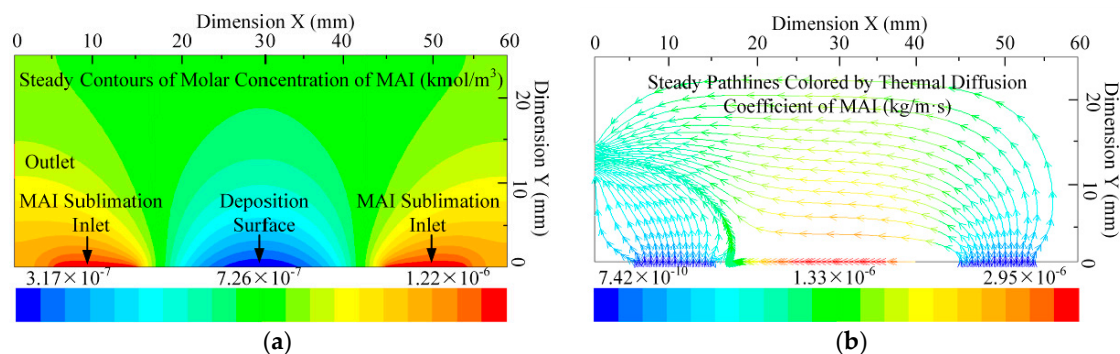 Dimension X (mm)
0 10 20 30 40 50 60
Steady Contours of Molar Concentration of MAI (kmol/m³)
Outlet
MAI Sublimation
Inlet
Deposition
Surface
MAI Sublimation
Inlet
20
10
0
Dimension Y (mm)
3.17×10⁻⁷ 7.26×10⁻⁷ 1.22×10⁻⁶
(a)
Dimension X (mm)
0 10 20 30 40 50 60
Steady Pathlines Colored by Thermal Diffusion
Coefficient of MAI (kg/m·s)
20
10
0
Dimension Y (mm)
7.42×10⁻¹⁰ 1.33×10⁻⁶ 2.95×10⁻⁶
(b)